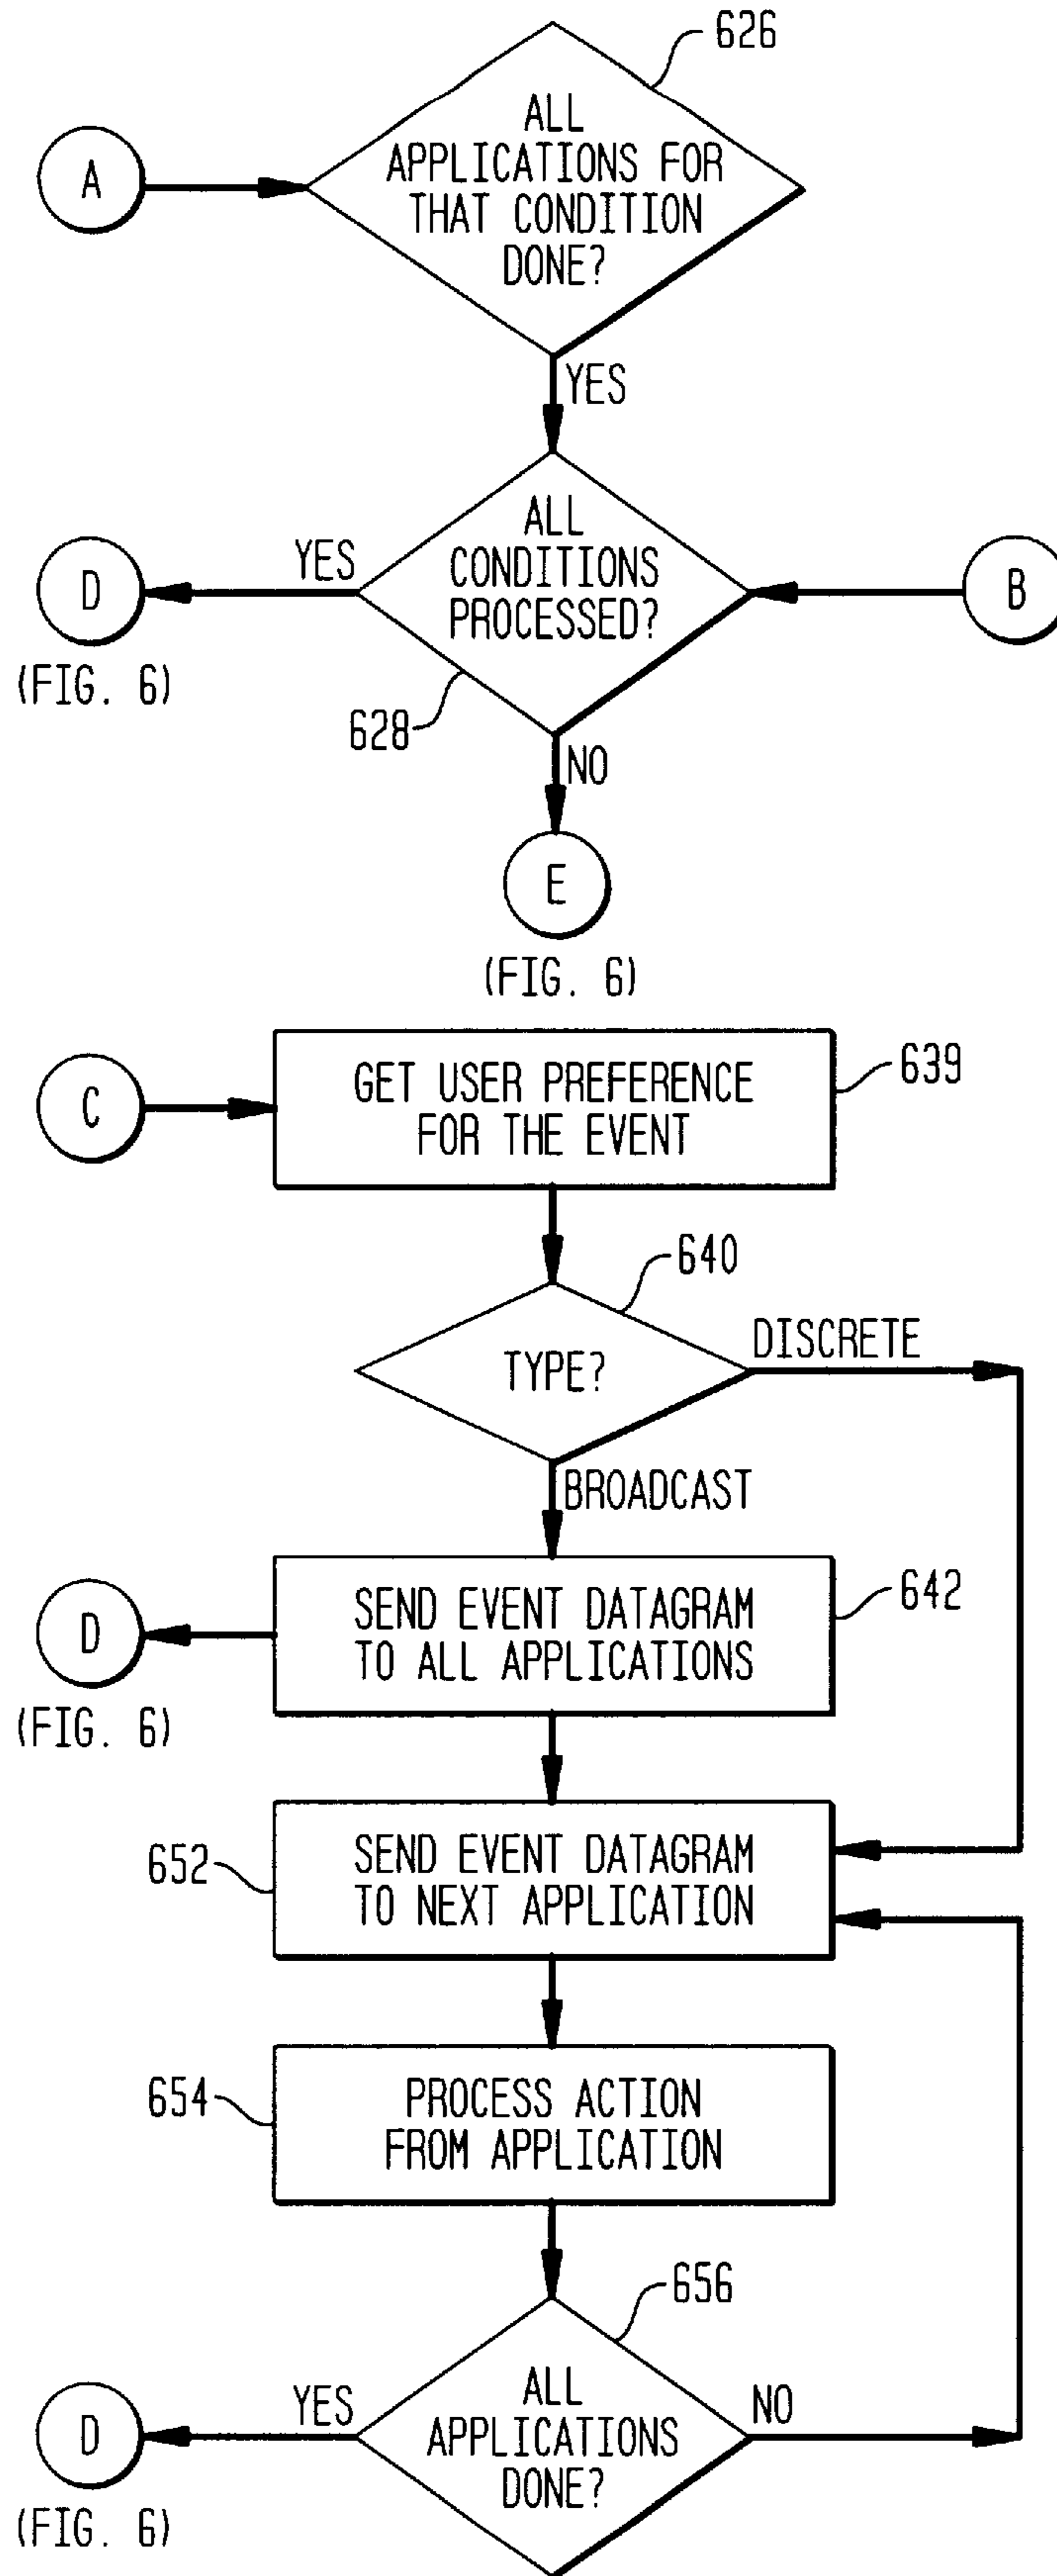 626
ALL
APPLICATIONS FOR
THAT CONDITION
DONE?
A
YES
ALL
CONDITIONS
PROCESSED?
YES
D
(FIG. 6)
B
628
NO
E
(FIG. 6)
C
GET USER PREFERENCE
FOR THE EVENT
639
640
TYPE?
DISCRETE
BROADCAST
SEND EVENT DATAGRAM
TO ALL APPLICATIONS
642
D
(FIG. 6)
652
SEND EVENT DATAGRAM
TO NEXT APPLICATION
654
PROCESS ACTION
FROM APPLICATION
656
ALL
APPLICATIONS
DONE?
YES
NO
D
(FIG. 6)